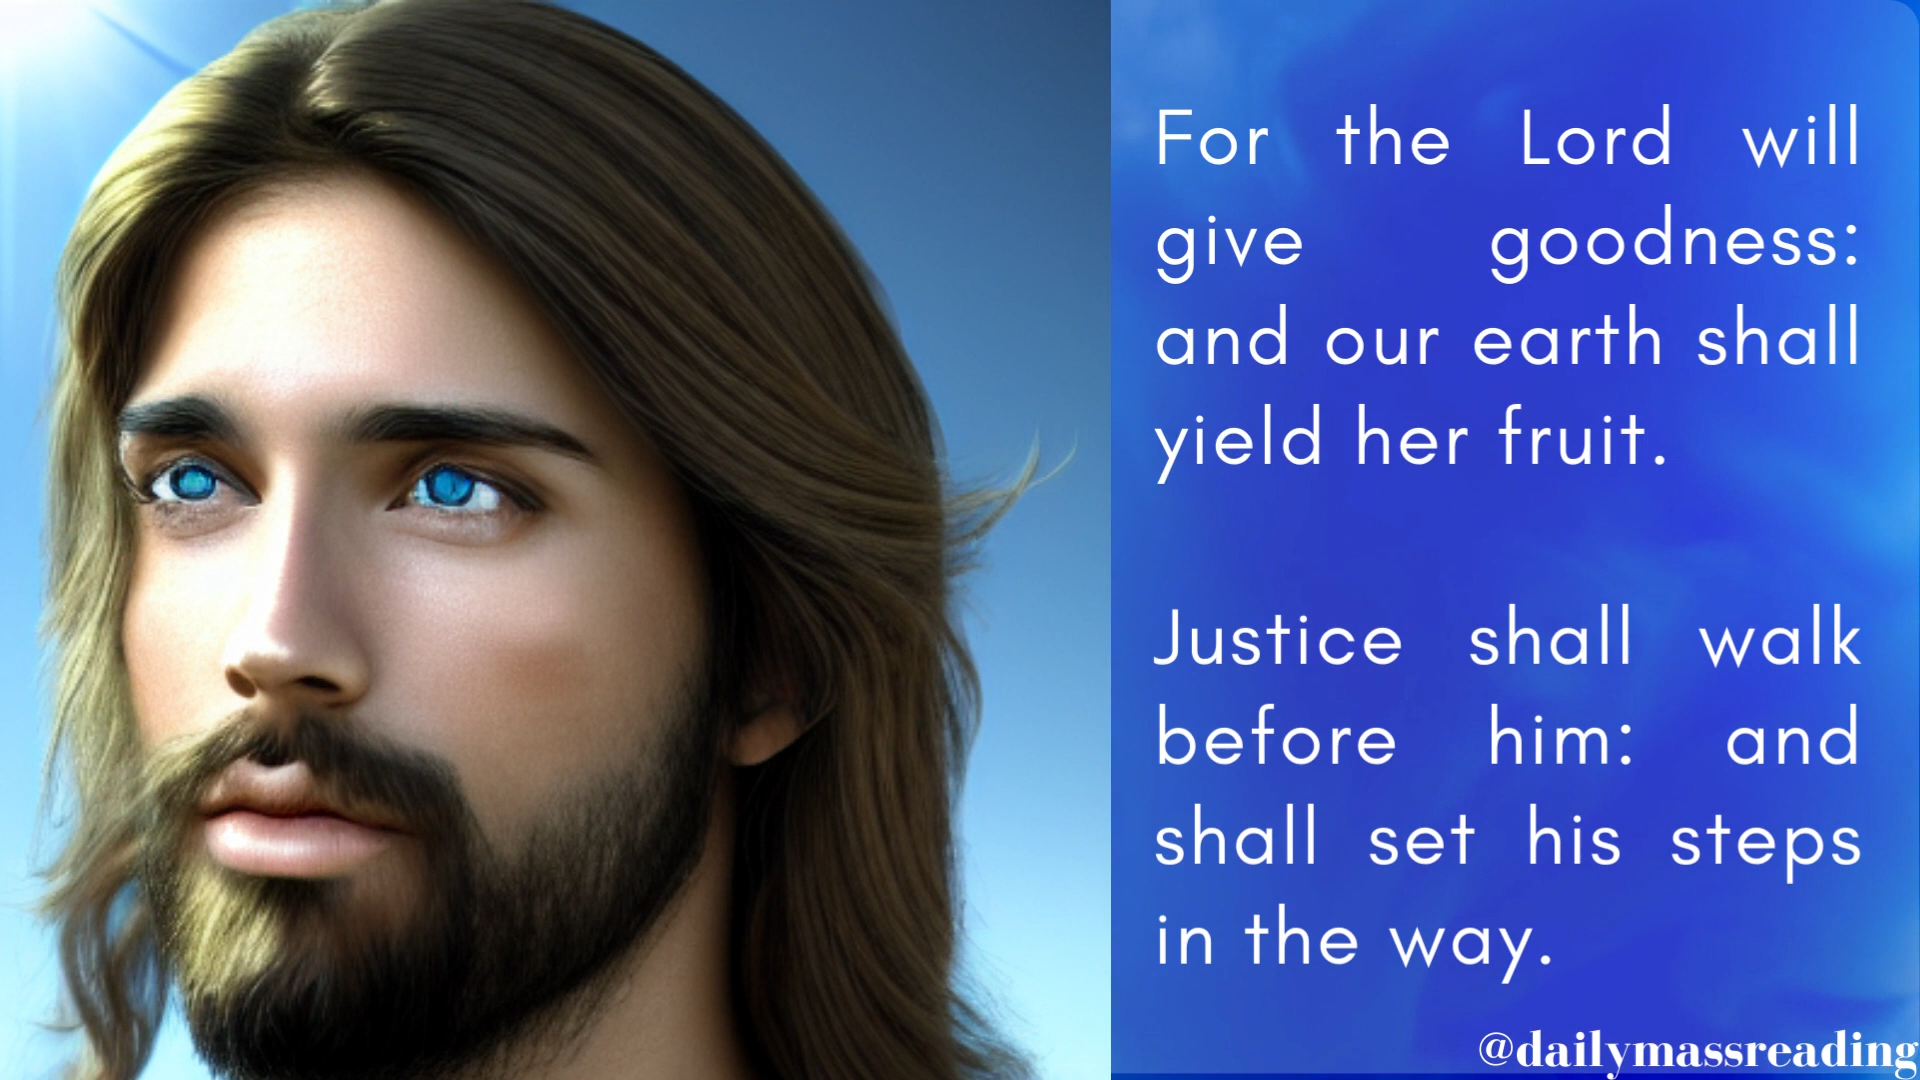 For the Lord will
give goodness:
and our earth shall
yield her fruit.
Justice shall walk
before him: and
shall set his steps
in the way.
@dailymassreading